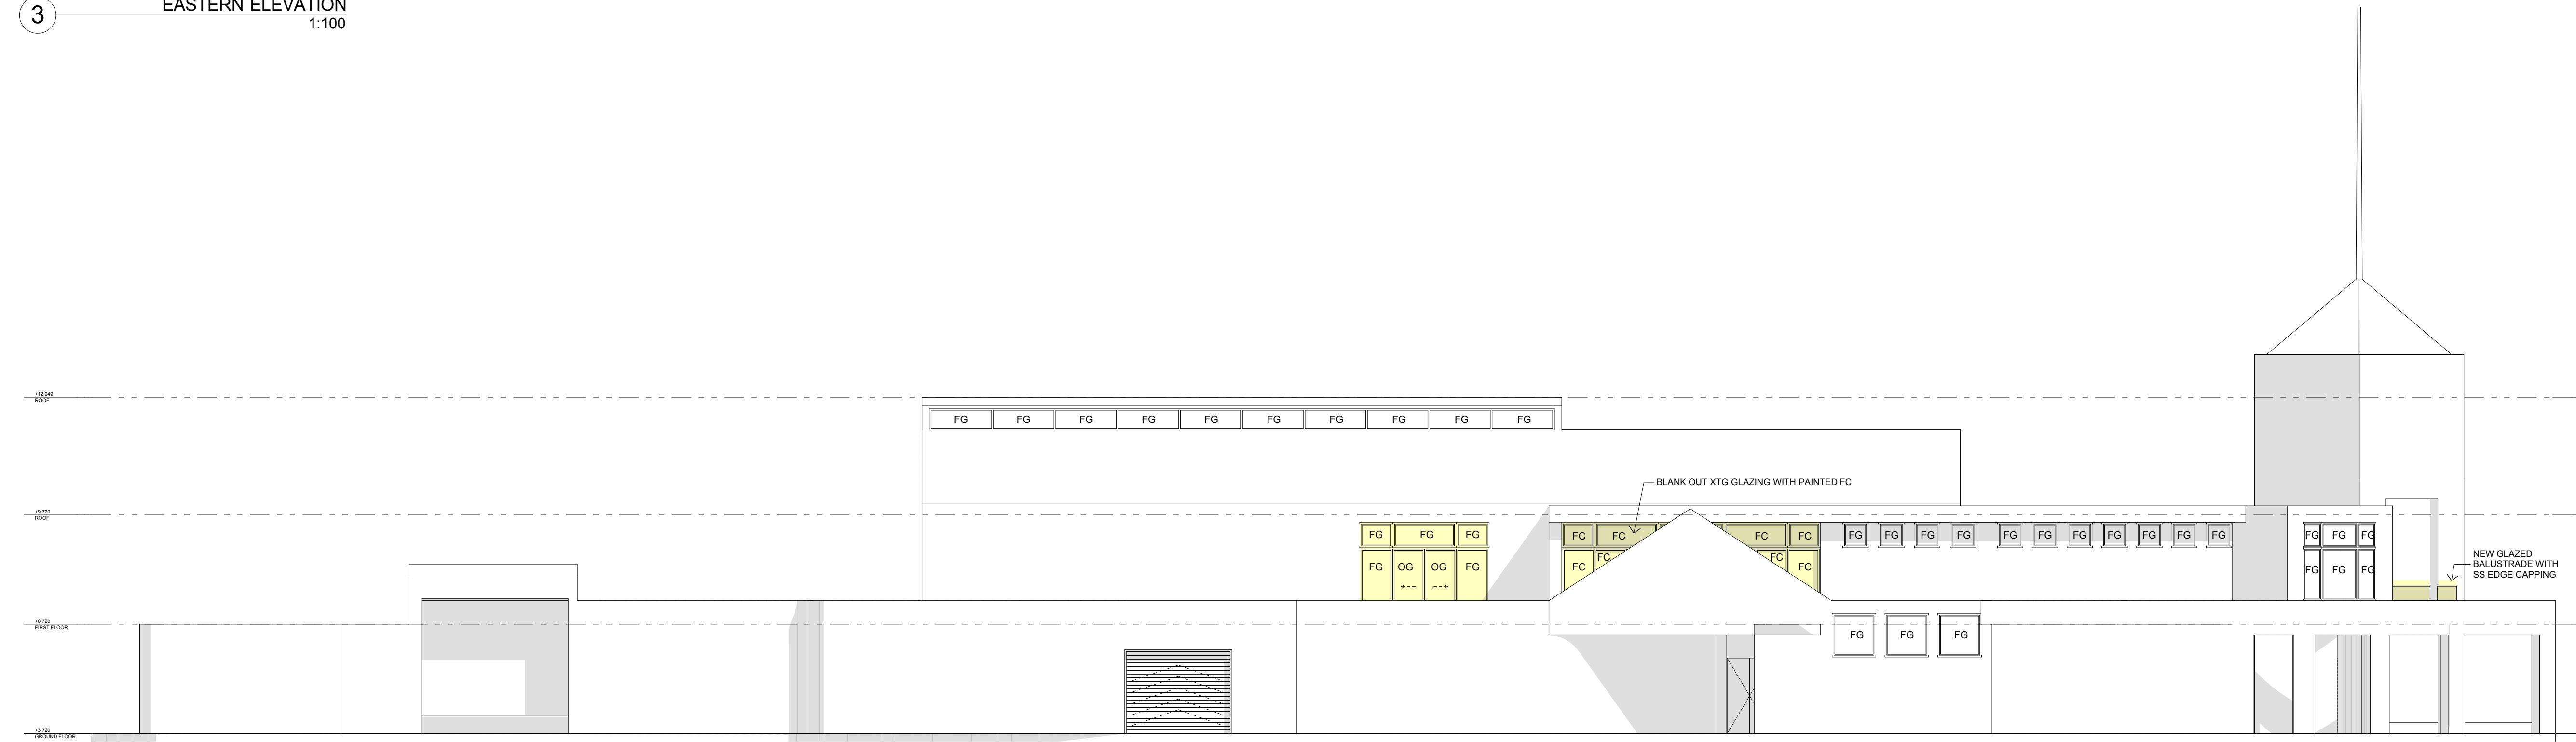 3
EASTERN ELEVATION
1:100
+12,949
ROOF
FG FG FG FG FG FG FG FG FG FG
BLANK OUT XTG GLAZING WITH PAINTED FC
+9,720
ROOF
FG FG FG FC FC FC FC FG FG FG FG FG FG FG FG FG FG FG FG FG FG
FG OG OG FG FC FC FC FC FG FG FG
NEW GLAZED
BALUSTRADE WITH
SS EDGE CAPPING
+6,720
FIRST FLOOR
FG FG FG
+3,720
GROUND FLOOR